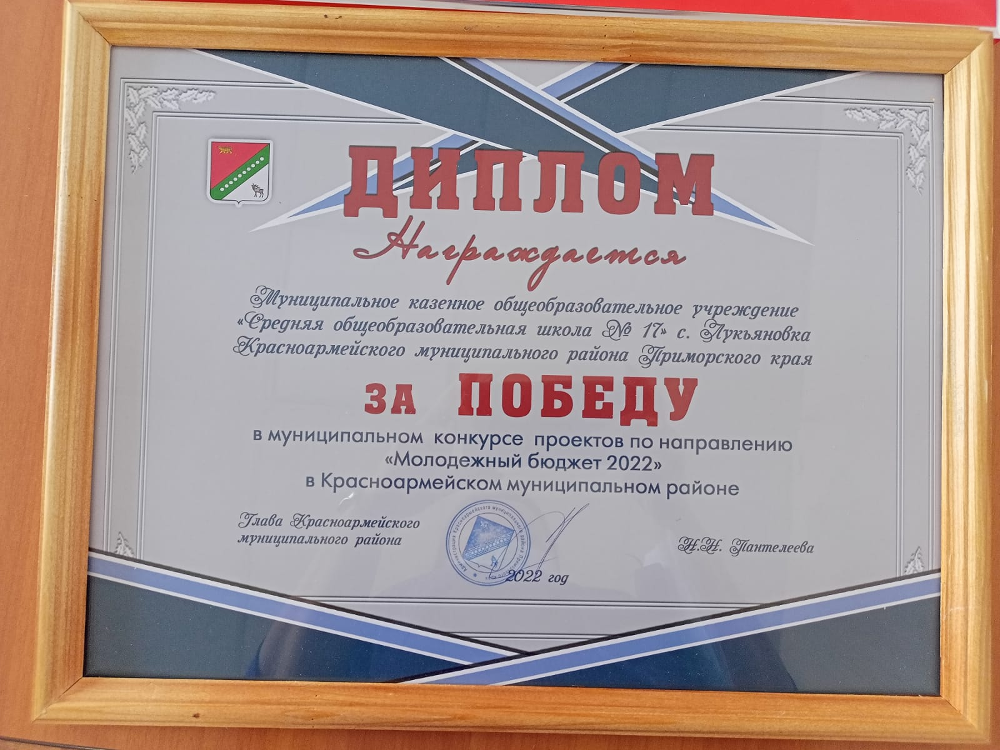 ДИПЛОМ
Награждается
Муниципальное казенное общеобразовательное учреждение
«Средняя общеобразовательная школа № 17» с. Лукьяновка
Красноармейского муниципального района Приморского края
ЗА ПОБЕДУ
в муниципальном конкурсе проектов по направлению
«Молодежный бюджет 2022»
в Красноармейском муниципальном районе
Глава Красноармейского
муниципального района
Администрация Красноармейского муниципального района Приморского края
Н.Н. Пантелеева
2022 год